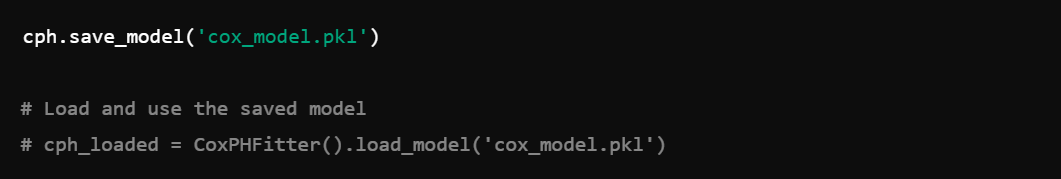 cph.save_model('cox_model.pkl')
# Load and use the saved model
# cph_loaded = CoxPHFitter().load_model('cox_model.pkl')